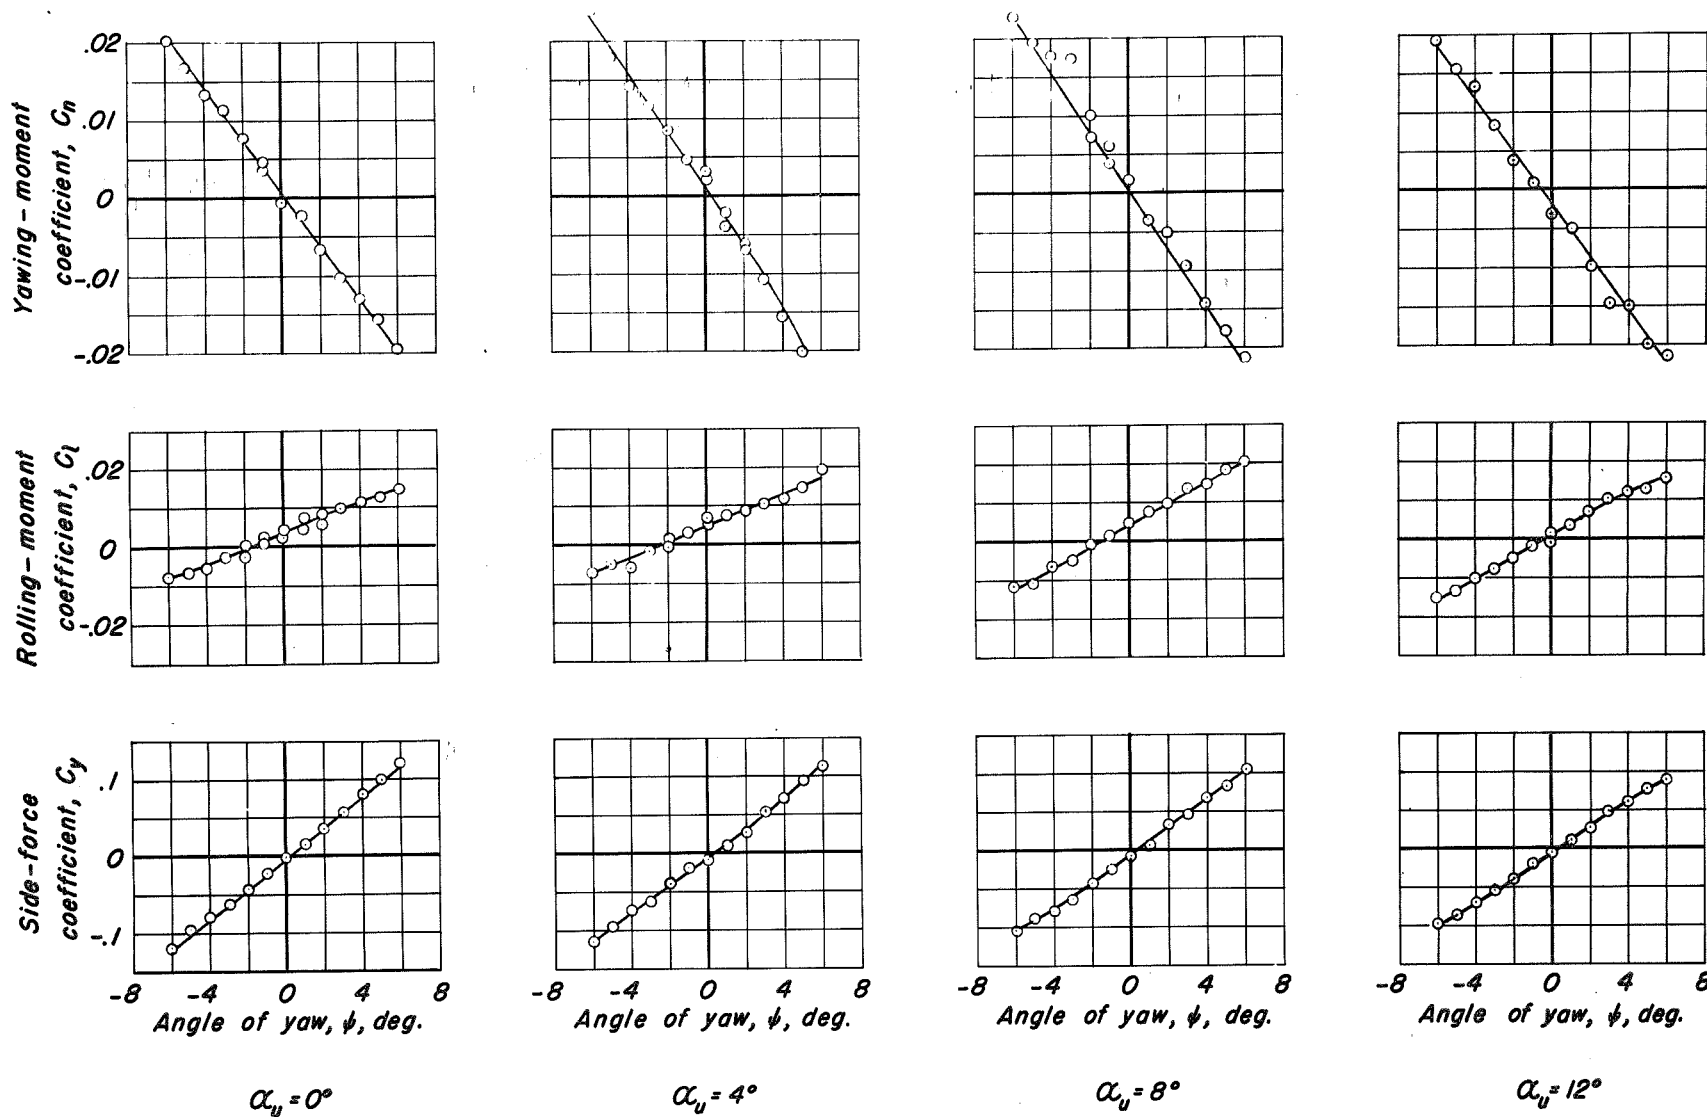 Yawing-moment
coefficient, Cn
.02
.01
0
-.01
-.02
Rolling-moment
coefficient, Cl
.02
0
-.02
Side-force
coefficient, Cy
.1
0
-.1
-8 -4 0 4 8
Angle of yaw, ψ, deg.
αu = 0°
-8 -4 0 4 8
Angle of yaw, ψ, deg.
αu = 4°
-8 -4 0 4 8
Angle of yaw, ψ, deg.
αu = 8°
-8 -4 0 4 8
Angle of yaw, ψ, deg.
αu = 12°